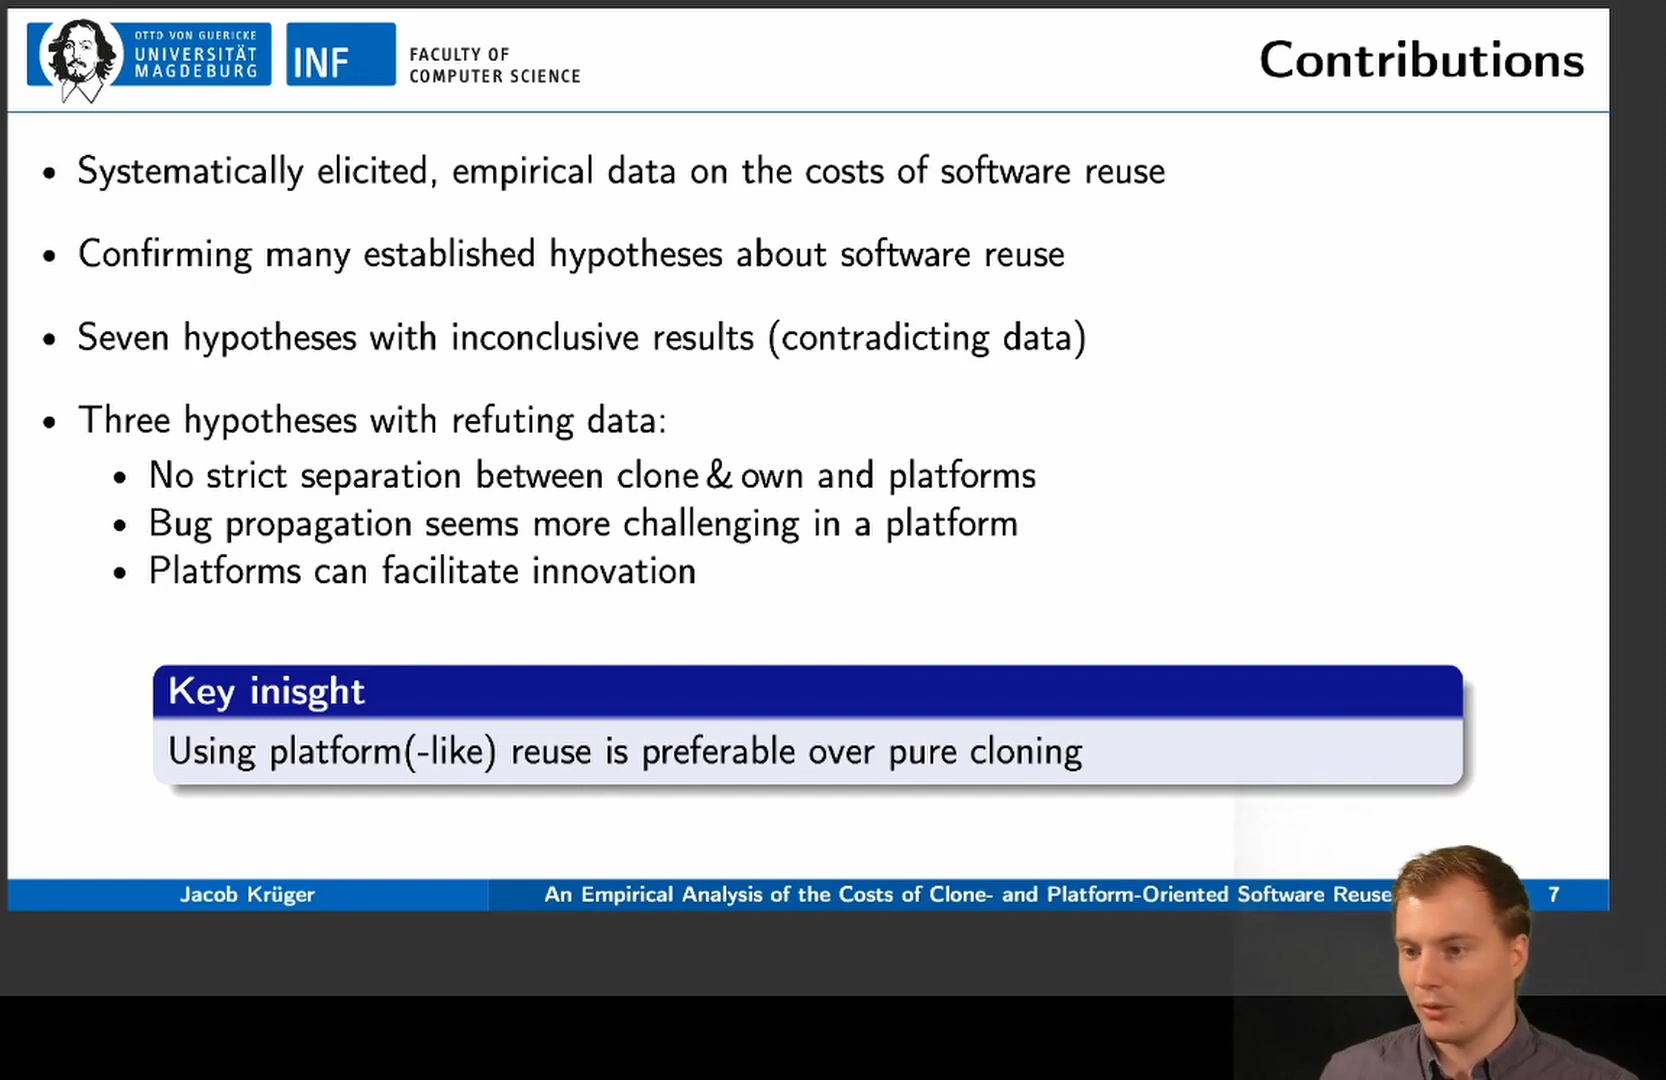 OTTO VON GUERICKE
UNIVERSITÄT
MAGDEBURG
INF
FACULTY OF
COMPUTER SCIENCE
Contributions
• Systematically elicited, empirical data on the costs of software reuse
• Confirming many established hypotheses about software reuse
• Seven hypotheses with inconclusive results (contradicting data)
• Three hypotheses with refuting data:
• No strict separation between clone & own and platforms
• Bug propagation seems more challenging in a platform
• Platforms can facilitate innovation
Key inisght
Using platform(-like) reuse is preferable over pure cloning
Jacob Krüger
An Empirical Analysis of the Costs of Clone- and Platform-Oriented Software Reuse
7